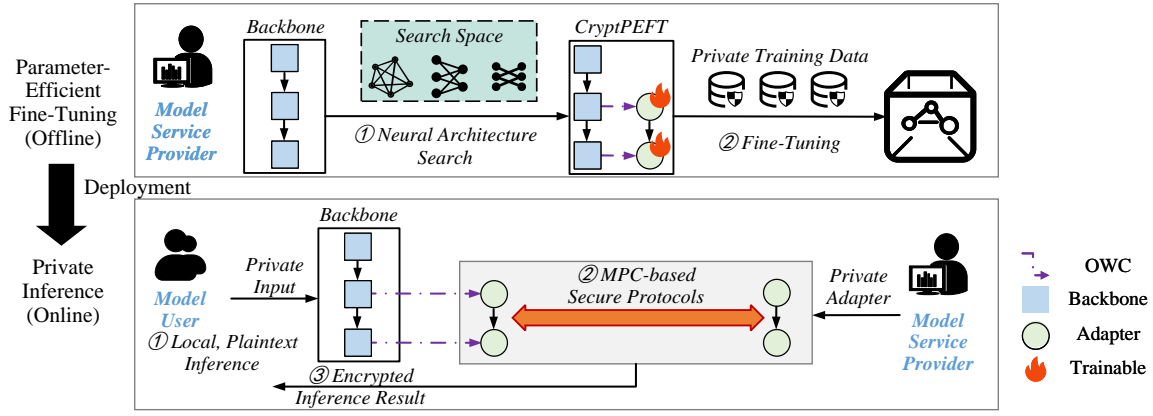 Parameter-
Efficient
Fine-Tuning
(Offline)
Model
Service
Provider
Backbone
Search Space
① Neural Architecture
Search
CryptPEFT
Private Training Data
② Fine-Tuning
Deployment
Private
Inference
(Online)
Model
User
① Local, Plaintext
Inference
Private
Input
Backbone
② MPC-based
Secure Protocols
③ Encrypted
Inference Result
Private
Adapter
Model
Service
Provider
OWC
Backbone
Adapter
Trainable